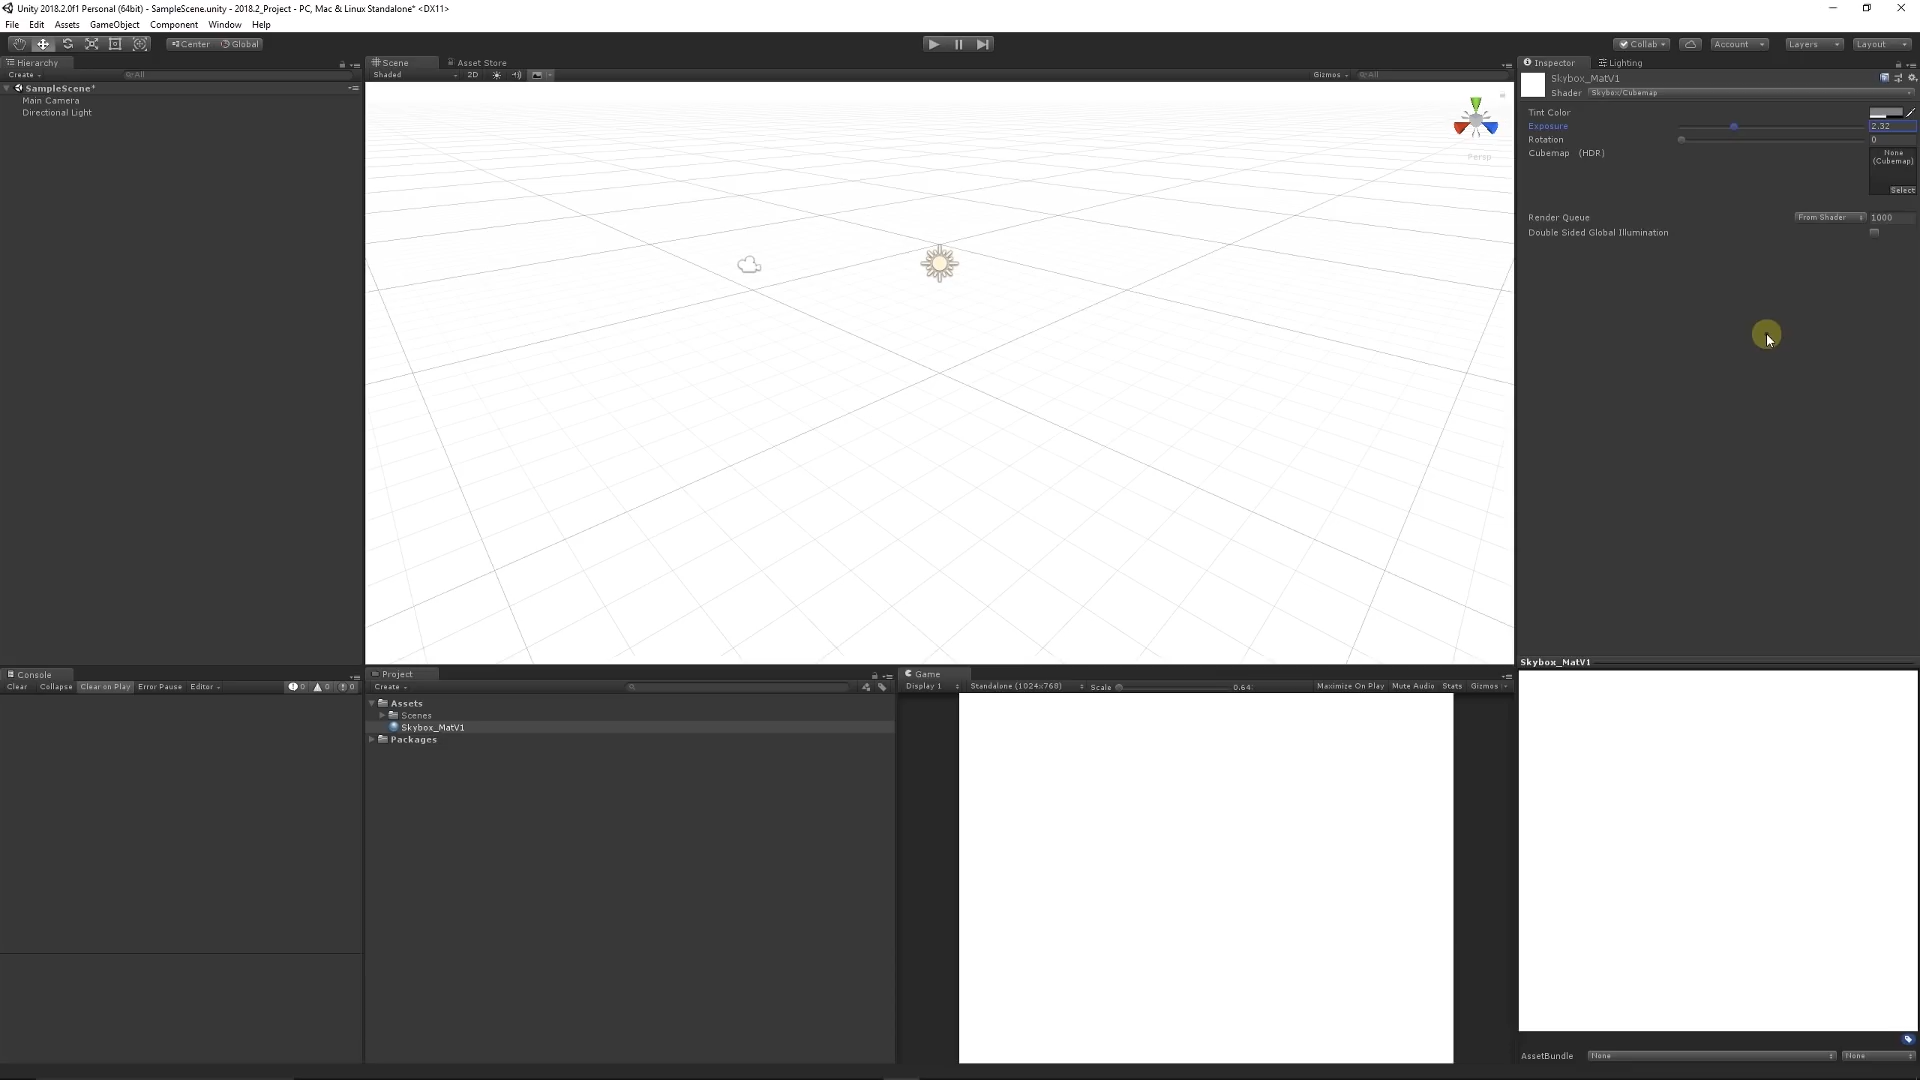 Unity 2018.2.0f1 Personal (64bit) - SampleScene.unity - 2018.2_Project - PC, Mac & Linux Standalone* <DX11>
File Edit Assets GameObject Component Window Help
Center Global
Collab Account Layers Layout
Hierarchy
Create All
SampleScene*
Main Camera
Directional Light
Scene Asset Store
Shaded 2D Gizmos All
Persp
Inspector Lighting
Skybox_MatV1
Shader Skybox/Cubemap
Tint Color
Exposure 2.32
Rotation 0
Cubemap (HDR) None (Cubemap)
Select
Render Queue From Shader 1000
Double Sided Global Illumination
Console
Clear Collapse Clear on Play Error Pause Editor 0 0 0
Project
Create
Assets
Scenes
Skybox_MatV1
Packages
Game
Display 1 Standalone (1024x768) Scale 0.64: Maximize On Play Mute Audio Stats Gizmos
Skybox_MatV1
AssetBundle None None